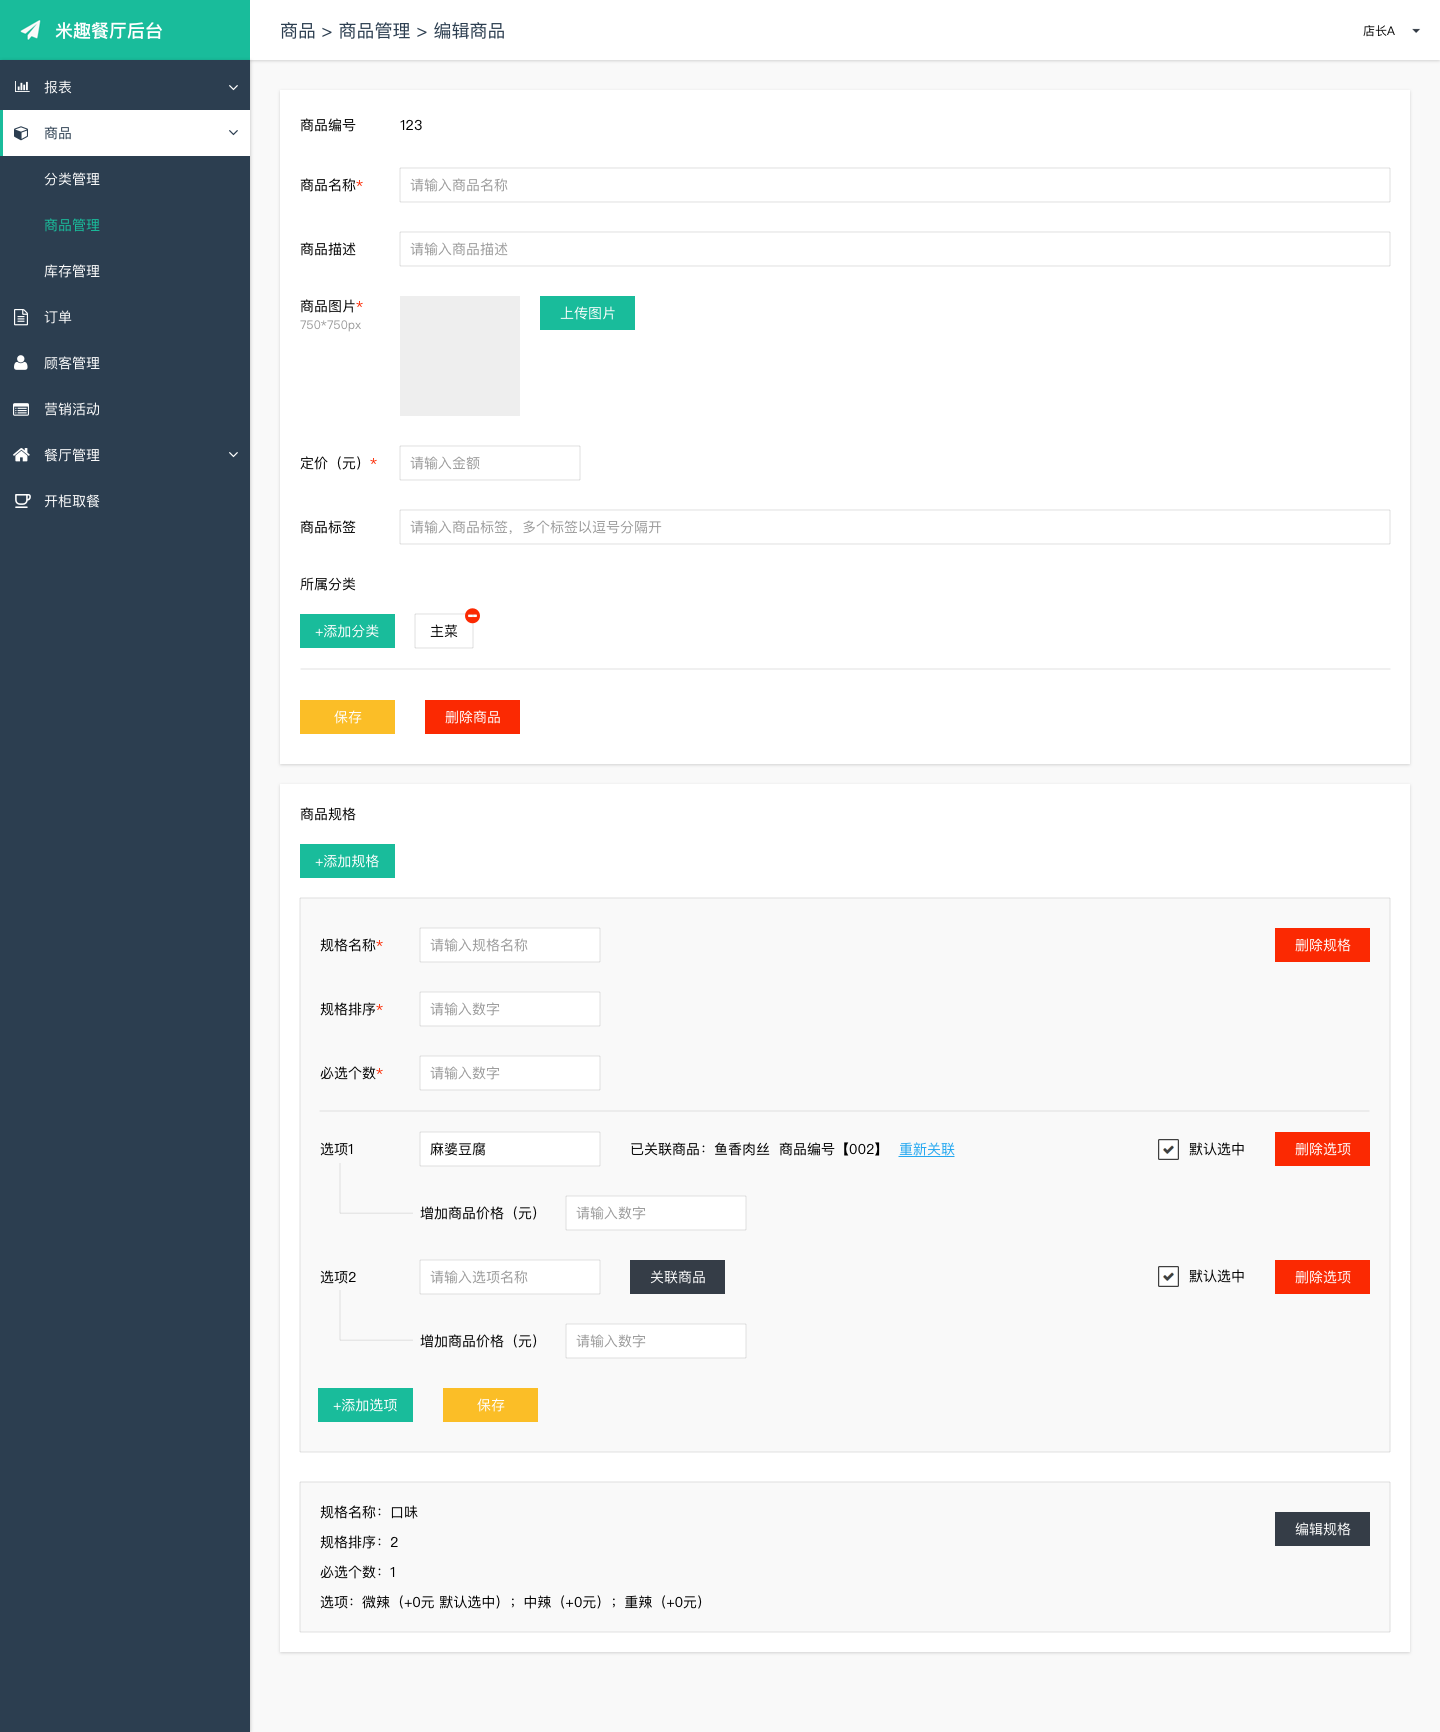 米趣餐厅后台
商品 > 商品管理 > 编辑商品
店长A
报表
商品
分类管理
商品管理
库存管理
订单
顾客管理
营销活动
餐厅管理
开柜取餐
商品编号 123
商品名称* 请输入商品名称
商品描述 请输入商品描述
商品图片* 上传图片
750*750px
定价（元）* 请输入金额
商品标签 请输入商品标签，多个标签以逗号分隔开
所属分类
+添加分类 主菜
保存 删除商品
商品规格
+添加规格
规格名称* 请输入规格名称 删除规格
规格排序* 请输入数字
必选个数* 请输入数字
选项1 麻婆豆腐 已关联商品：鱼香肉丝 商品编号【002】 重新关联 默认选中 删除选项
增加商品价格（元） 请输入数字
选项2 请输入选项名称 关联商品 默认选中 删除选项
增加商品价格（元） 请输入数字
+添加选项 保存
规格名称：口味 编辑规格
规格排序：2
必选个数：1
选项：微辣（+0元 默认选中）；中辣（+0元）；重辣（+0元）